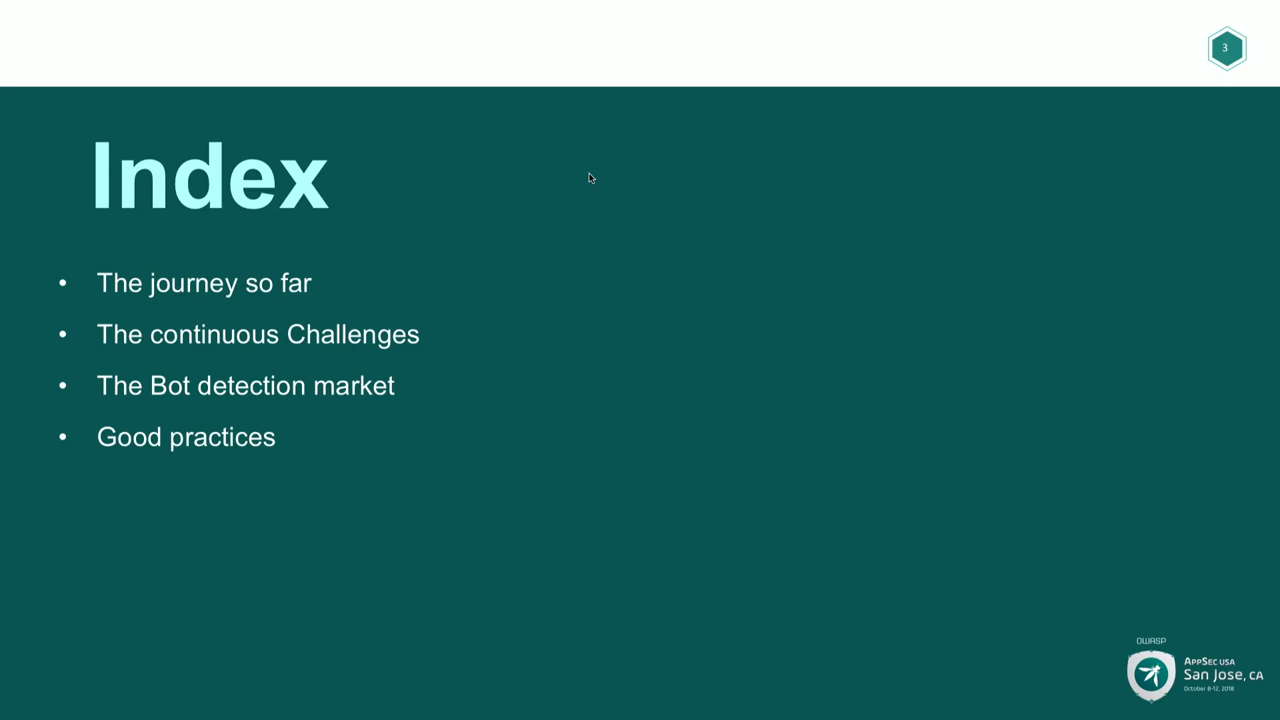 3
Index
• The journey so far
• The continuous Challenges
• The Bot detection market
• Good practices
OWASP
AppSec USA
San Jose, CA
October 8-12, 2018